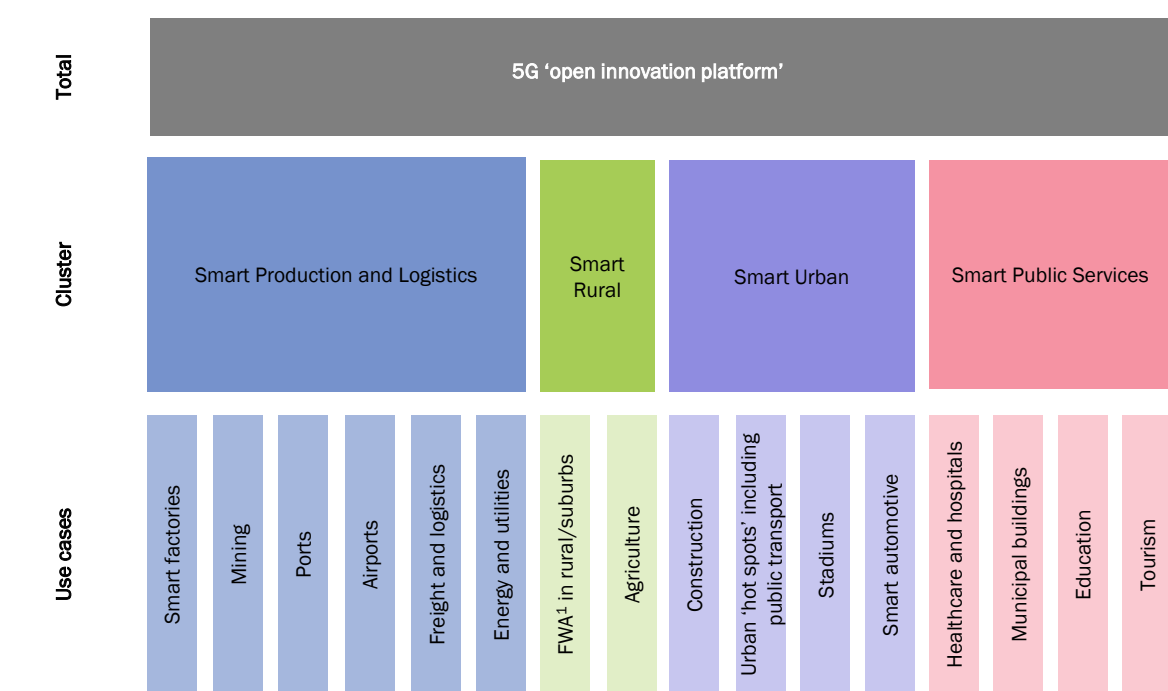 Total
5G ‘open innovation platform’
Cluster
Smart Production and Logistics
Smart
Rural
Smart Urban
Smart Public Services
Use cases
Smart factories
Mining
Ports
Airports
Freight and logistics
Energy and utilities
FWA¹ in rural/suburbs
Agriculture
Construction
Urban ‘hot spots’ including
public transport
Stadiums
Smart automotive
Healthcare and hospitals
Municipal buildings
Education
Tourism